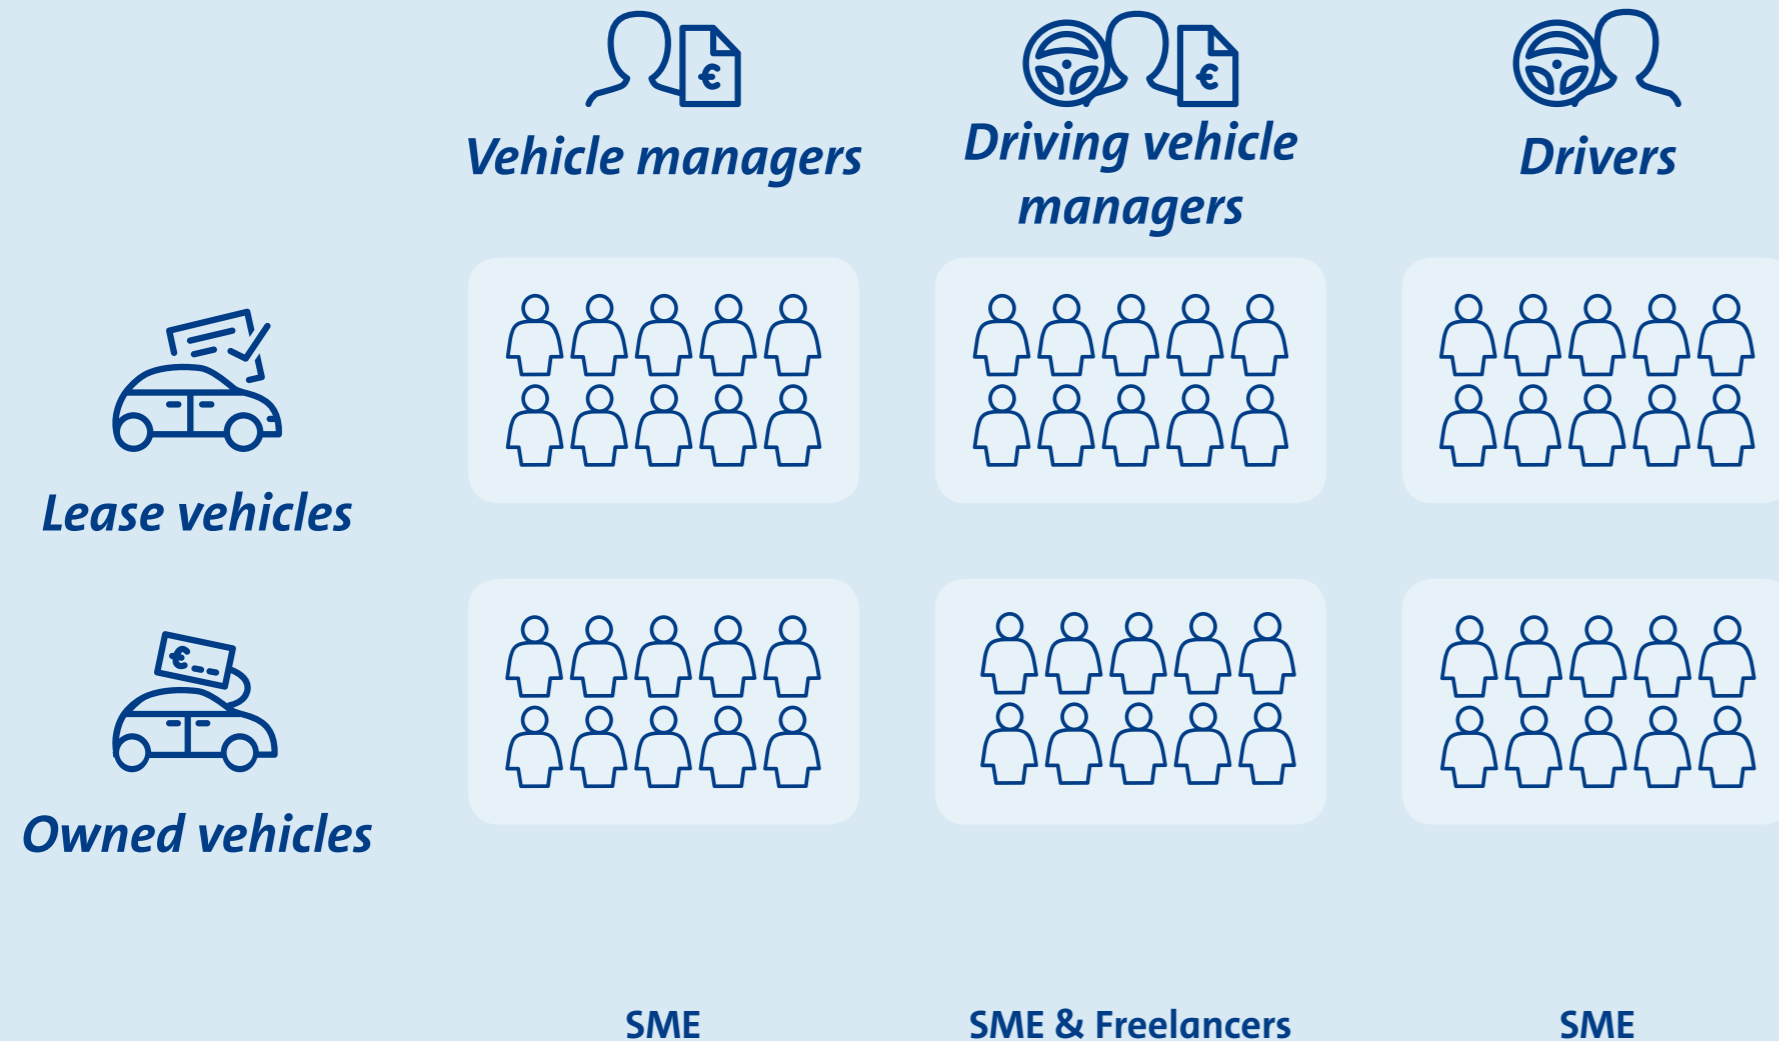 €
€
Vehicle managers
Driving vehicle
managers
Drivers
Lease vehicles
€
Owned vehicles
SME
SME & Freelancers
SME